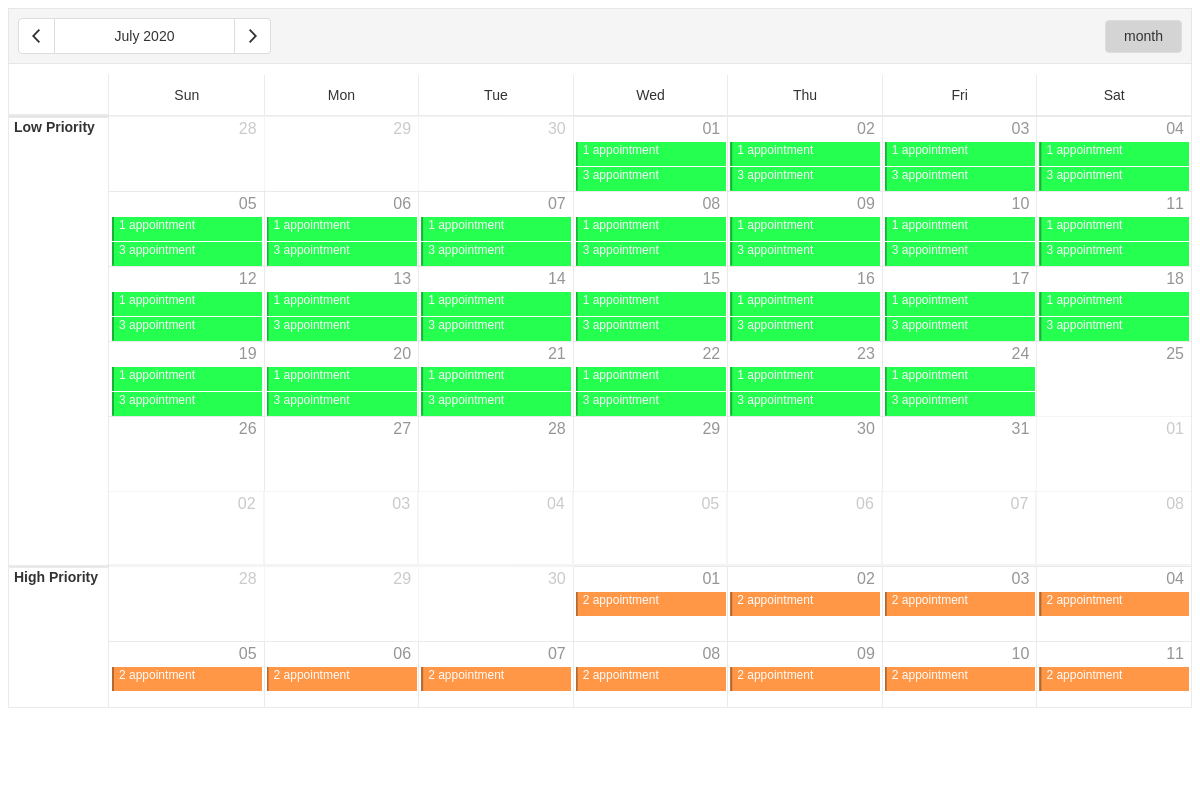 July 2020 month
Sun Mon Tue Wed Thu Fri Sat
Low Priority 28 29 30 01 02 03 04
1 appointment 1 appointment 1 appointment 1 appointment
3 appointment 3 appointment 3 appointment 3 appointment
05 06 07 08 09 10 11
1 appointment 1 appointment 1 appointment 1 appointment 1 appointment 1 appointment 1 appointment
3 appointment 3 appointment 3 appointment 3 appointment 3 appointment 3 appointment 3 appointment
12 13 14 15 16 17 18
1 appointment 1 appointment 1 appointment 1 appointment 1 appointment 1 appointment 1 appointment
3 appointment 3 appointment 3 appointment 3 appointment 3 appointment 3 appointment 3 appointment
19 20 21 22 23 24 25
1 appointment 1 appointment 1 appointment 1 appointment 1 appointment 1 appointment
3 appointment 3 appointment 3 appointment 3 appointment 3 appointment 3 appointment
26 27 28 29 30 31 01
02 03 04 05 06 07 08
High Priority 28 29 30 01 02 03 04
2 appointment 2 appointment 2 appointment 2 appointment
05 06 07 08 09 10 11
2 appointment 2 appointment 2 appointment 2 appointment 2 appointment 2 appointment 2 appointment